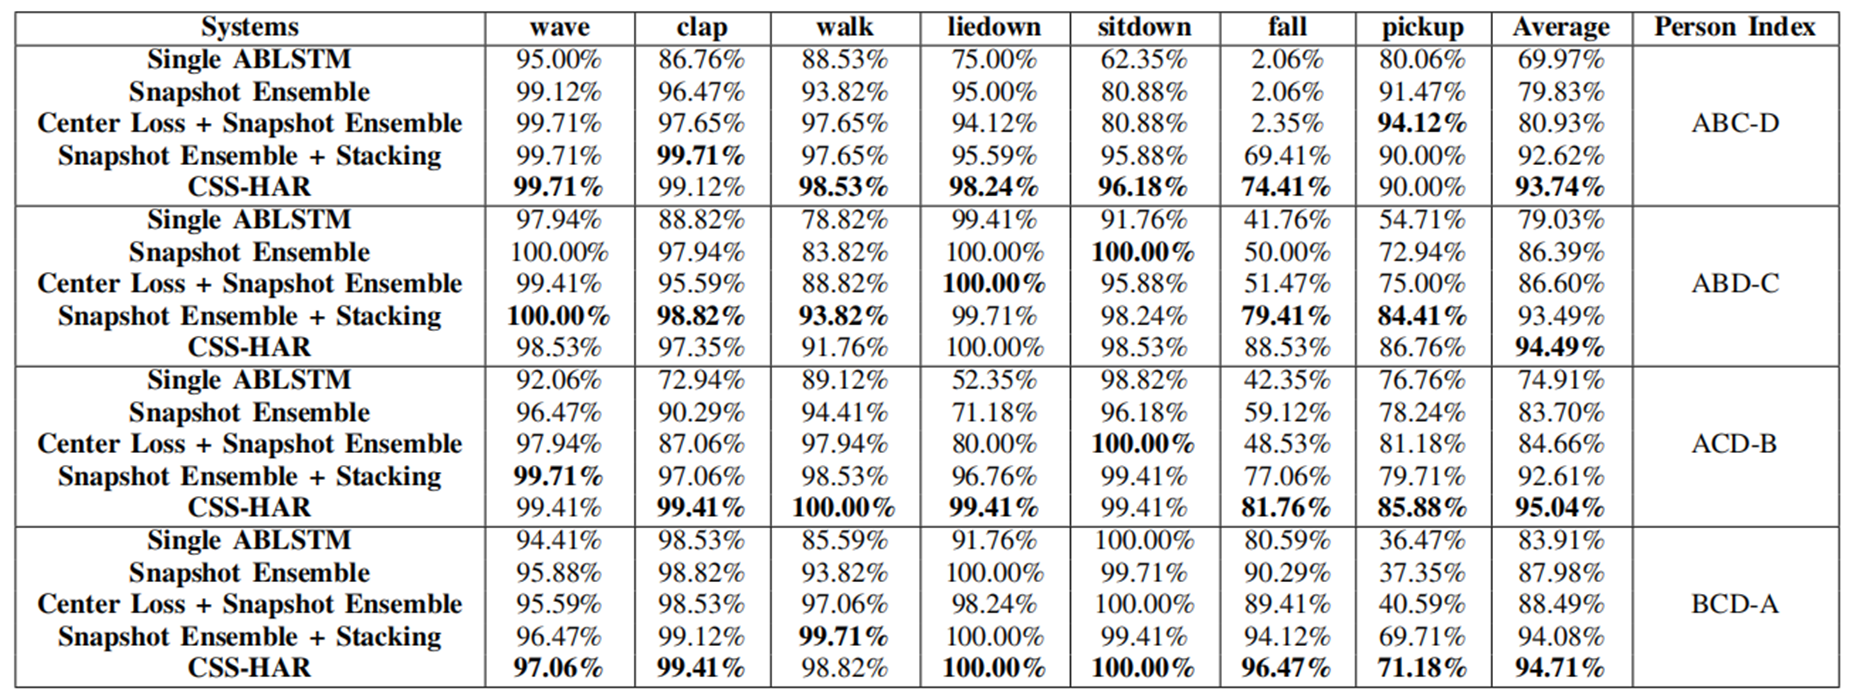 Systems wave clap walk liedown sitdown fall pickup Average Person Index
Single ABLSTM 95.00% 86.76% 88.53% 75.00% 62.35% 2.06% 80.06% 69.97%
Snapshot Ensemble 99.12% 96.47% 93.82% 95.00% 80.88% 2.06% 91.47% 79.83%
Center Loss + Snapshot Ensemble 99.71% 97.65% 97.65% 94.12% 80.88% 2.35% 94.12% 80.93% ABC-D
Snapshot Ensemble + Stacking 99.71% 99.71% 97.65% 95.59% 95.88% 69.41% 90.00% 92.62%
CSS-HAR 99.71% 99.12% 98.53% 98.24% 96.18% 74.41% 90.00% 93.74%
Single ABLSTM 97.94% 88.82% 78.82% 99.41% 91.76% 41.76% 54.71% 79.03%
Snapshot Ensemble 100.00% 97.94% 83.82% 100.00% 100.00% 50.00% 72.94% 86.39%
Center Loss + Snapshot Ensemble 99.41% 95.59% 88.82% 100.00% 95.88% 51.47% 75.00% 86.60% ABD-C
Snapshot Ensemble + Stacking 100.00% 98.82% 93.82% 99.71% 98.24% 79.41% 84.41% 93.49%
CSS-HAR 98.53% 97.35% 91.76% 100.00% 98.53% 88.53% 86.76% 94.49%
Single ABLSTM 92.06% 72.94% 89.12% 52.35% 98.82% 42.35% 76.76% 74.91%
Snapshot Ensemble 96.47% 90.29% 94.41% 71.18% 96.18% 59.12% 78.24% 83.70%
Center Loss + Snapshot Ensemble 97.94% 87.06% 97.94% 80.00% 100.00% 48.53% 81.18% 84.66% ACD-B
Snapshot Ensemble + Stacking 99.71% 97.06% 98.53% 96.76% 99.41% 77.06% 79.71% 92.61%
CSS-HAR 99.41% 99.41% 100.00% 99.41% 99.41% 81.76% 85.88% 95.04%
Single ABLSTM 94.41% 98.53% 85.59% 91.76% 100.00% 80.59% 36.47% 83.91%
Snapshot Ensemble 95.88% 98.82% 93.82% 100.00% 99.71% 90.29% 37.35% 87.98%
Center Loss + Snapshot Ensemble 95.59% 98.53% 97.06% 98.24% 100.00% 89.41% 40.59% 88.49% BCD-A
Snapshot Ensemble + Stacking 96.47% 99.12% 99.71% 100.00% 99.41% 94.12% 69.71% 94.08%
CSS-HAR 97.06% 99.41% 98.82% 100.00% 100.00% 96.47% 71.18% 94.71%